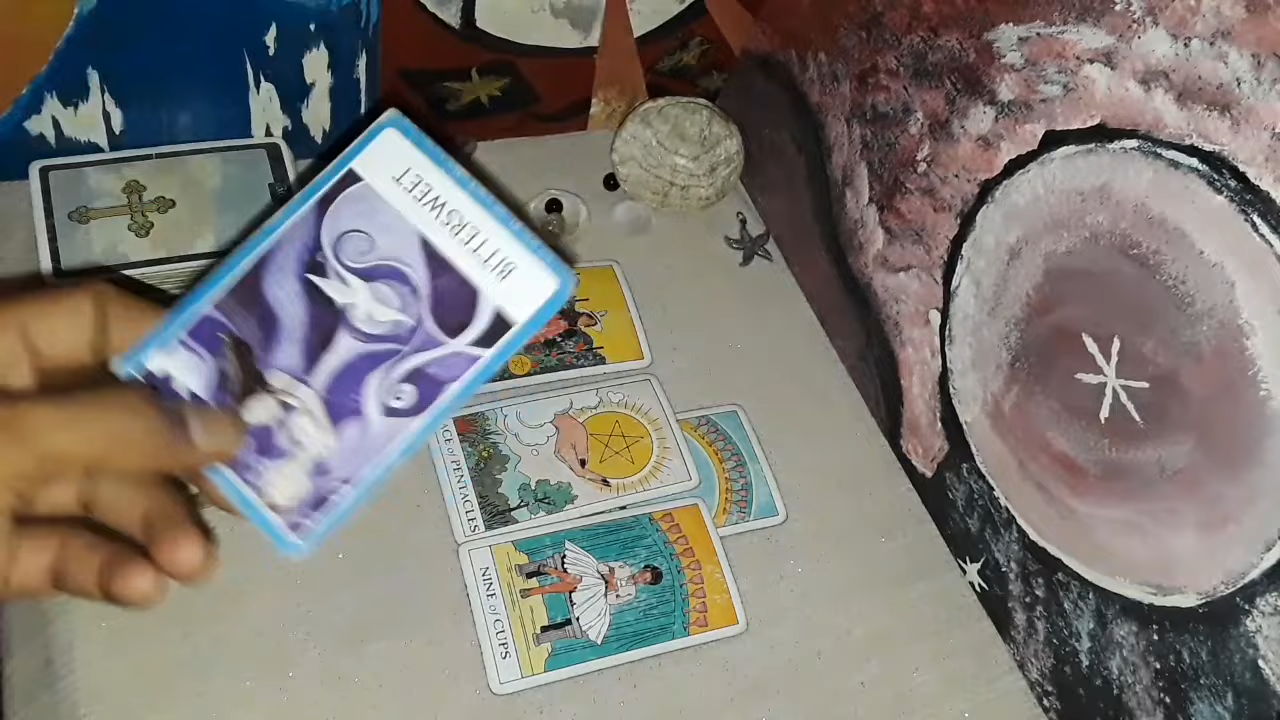 BITTERSWEET
ACE of PENTACLES
NINE of CUPS